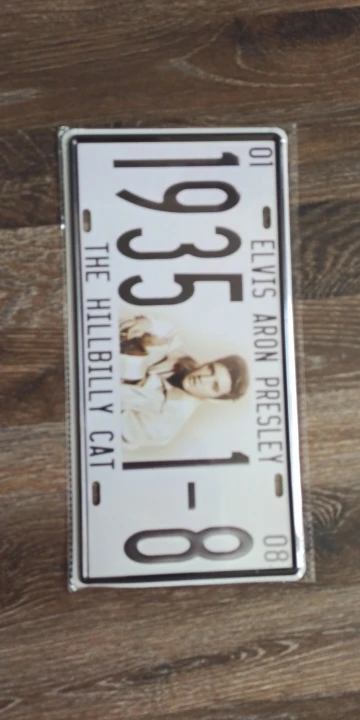 01 ELVIS ARON PRESLEY 08
1935 1-8
THE HILLBILLY CAT